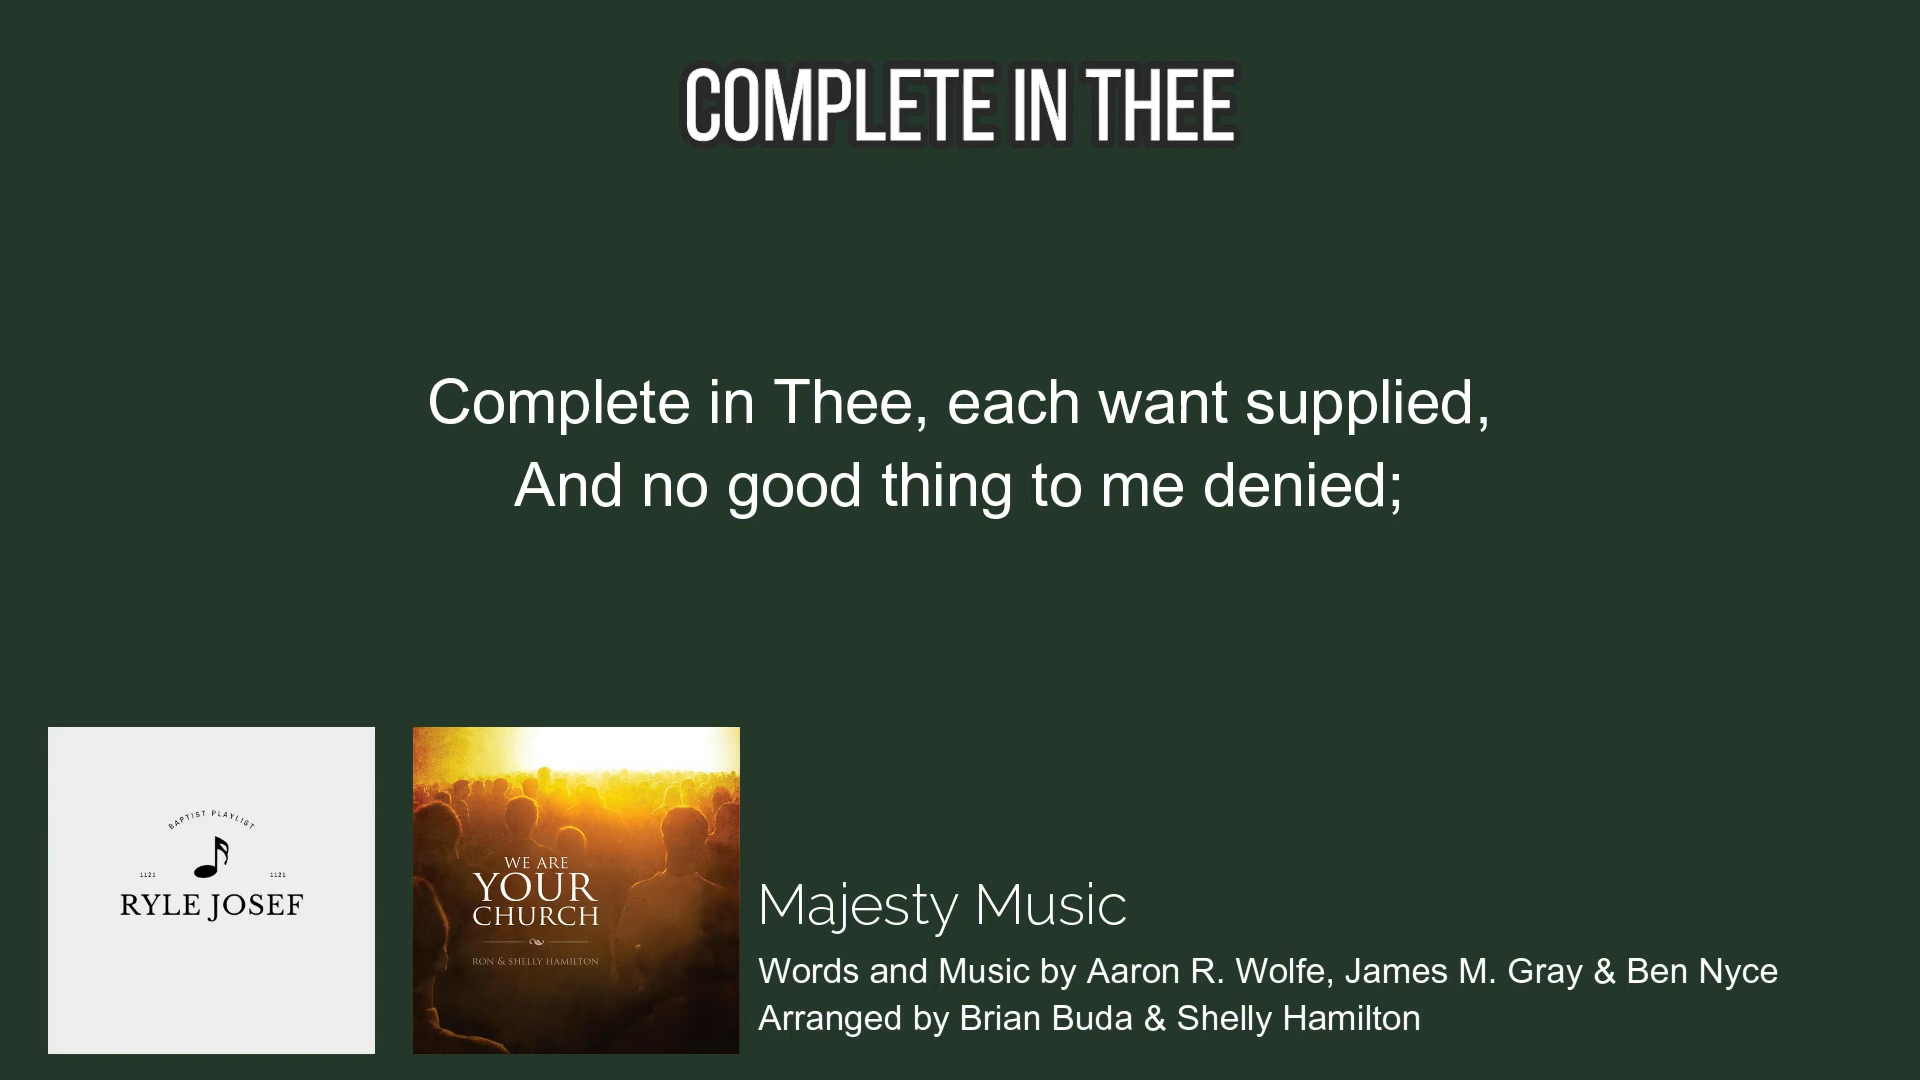 COMPLETE IN THEE
Complete in Thee, each want supplied,
And no good thing to me denied;
BAPTIST PLAYLIST
1121 1121
RYLE JOSEF
WE ARE
YOUR
CHURCH
RON & SHELLY HAMILTON
Majesty Music
Words and Music by Aaron R. Wolfe, James M. Gray & Ben Nyce
Arranged by Brian Buda & Shelly Hamilton